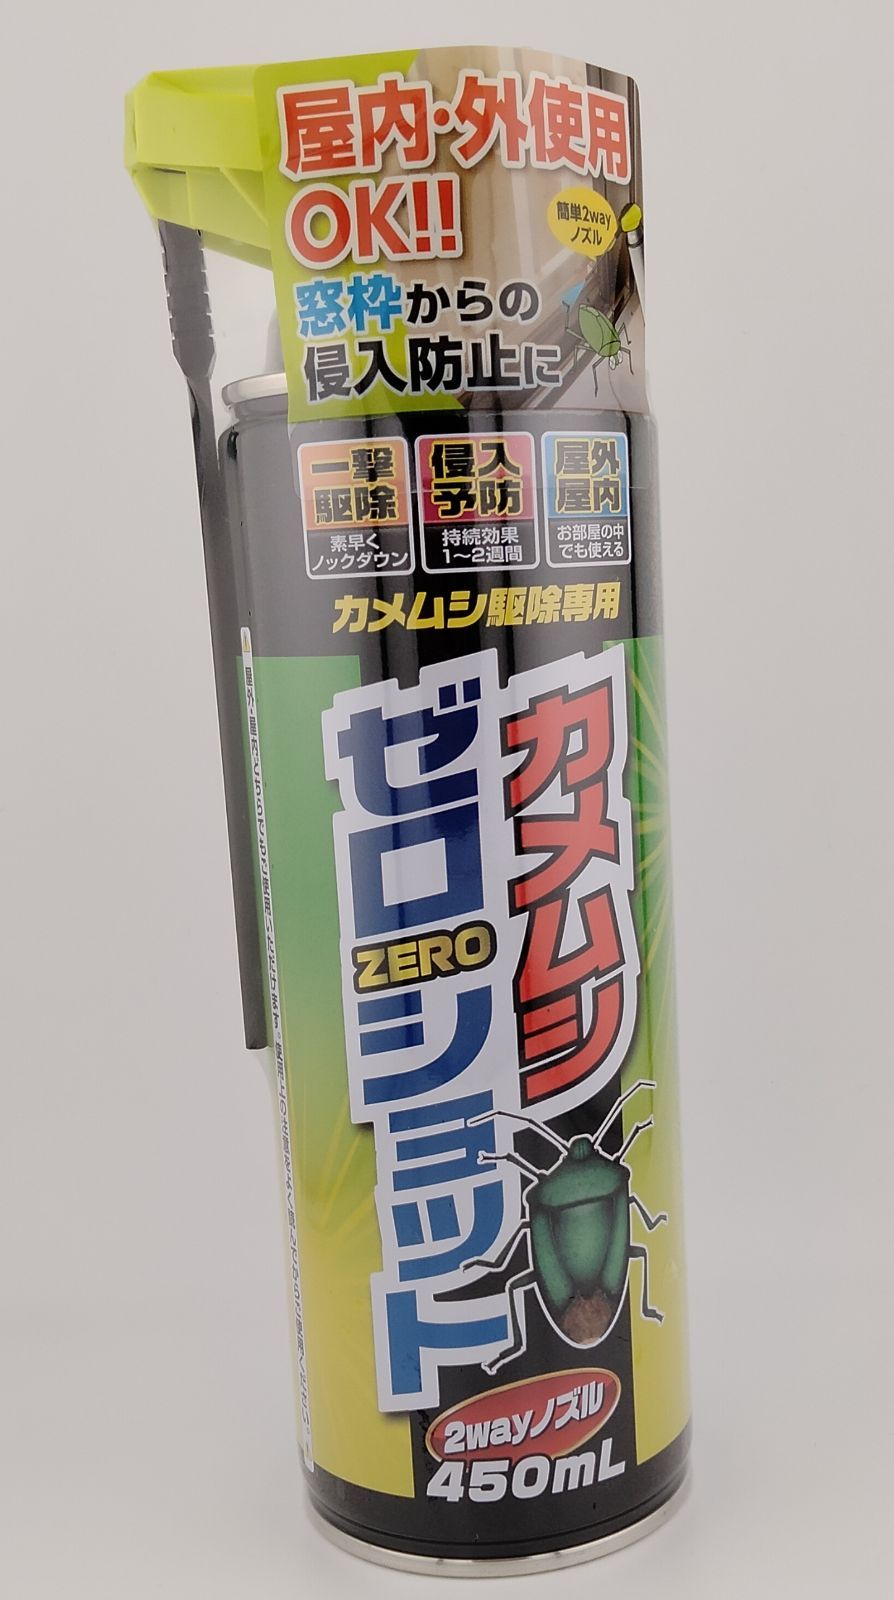 屋内・外使用
OK!!
簡単2way
ノズル
窓枠からの
侵入防止に
一撃
駆除
素早く
ノックダウン
侵入
予防
持続効果
1〜2週間
屋外
屋内
お部屋の中
でも使える
カメムシ駆除専用
カメムシ
ゼロショット
ZERO
2wayノズル
450mL